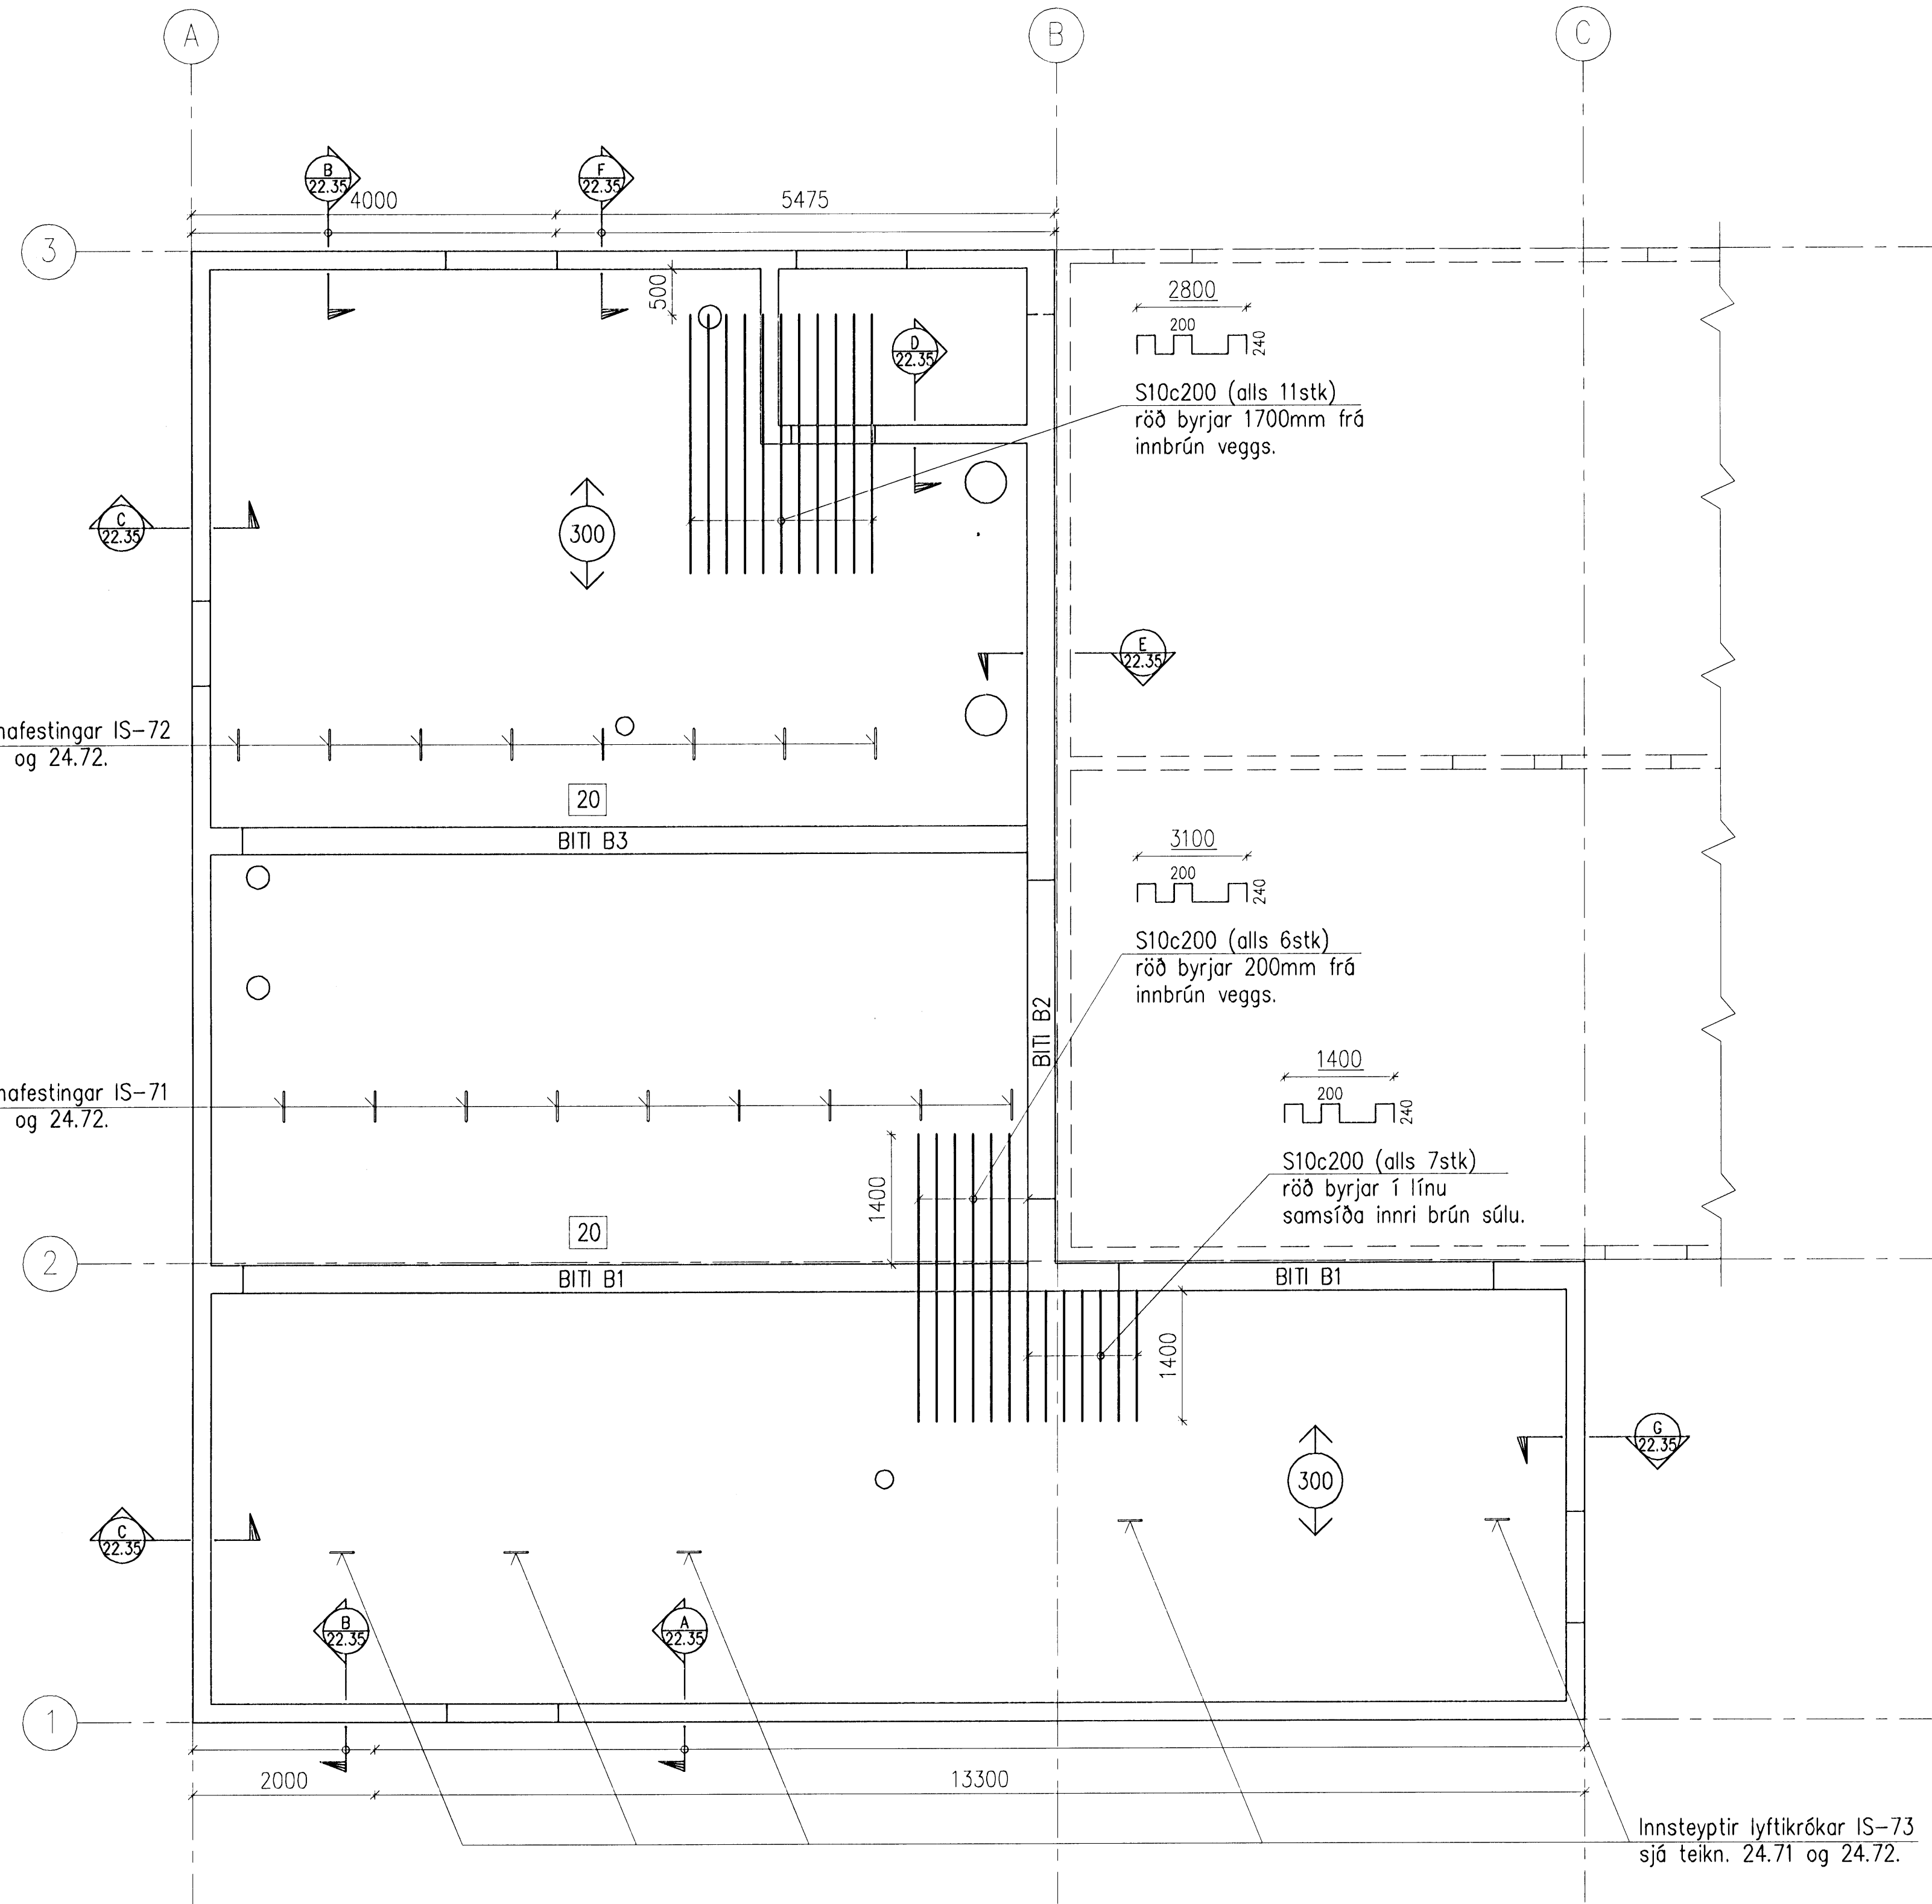 A
B
C
B
22.35
F
22.35
4000
5475
3
500
2800
200
240
D
22.35
S10c200 (alls 11stk)
röð byrjar 1700mm frá
innbrún veggs.
C
22.35
300
E
22.35
nafestingar IS-72
og 24.72.
20
BITI B3
3100
200
240
S10c200 (alls 6stk)
röð byrjar 200mm frá
innbrún veggs.
BITI B2
1400
200
240
nafestingar IS-71
og 24.72.
S10c200 (alls 7stk)
röð byrjar í línu
samsíða innri brún súlu.
1400
20
2
BITI B1
BITI B1
1400
G
22.35
300
C
22.35
B
22.35
A
22.35
1
2000
13300
Innsteyptir lyftikrókar IS-73
sjá teikn. 24.71 og 24.72.